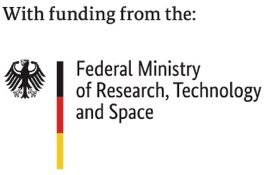 With funding from the:
Federal Ministry
of Research, Technology
and Space